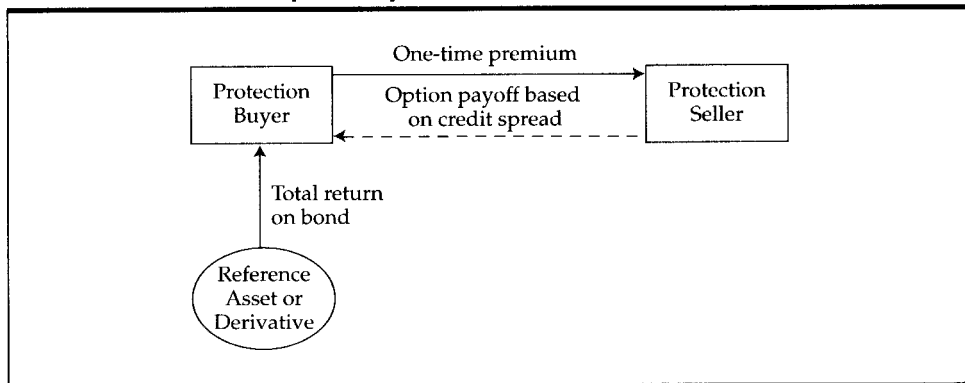 One-time premium
Protection
Buyer
Option payoff based
on credit spread
Protection
Seller
Total return
on bond
Reference
Asset or
Derivative